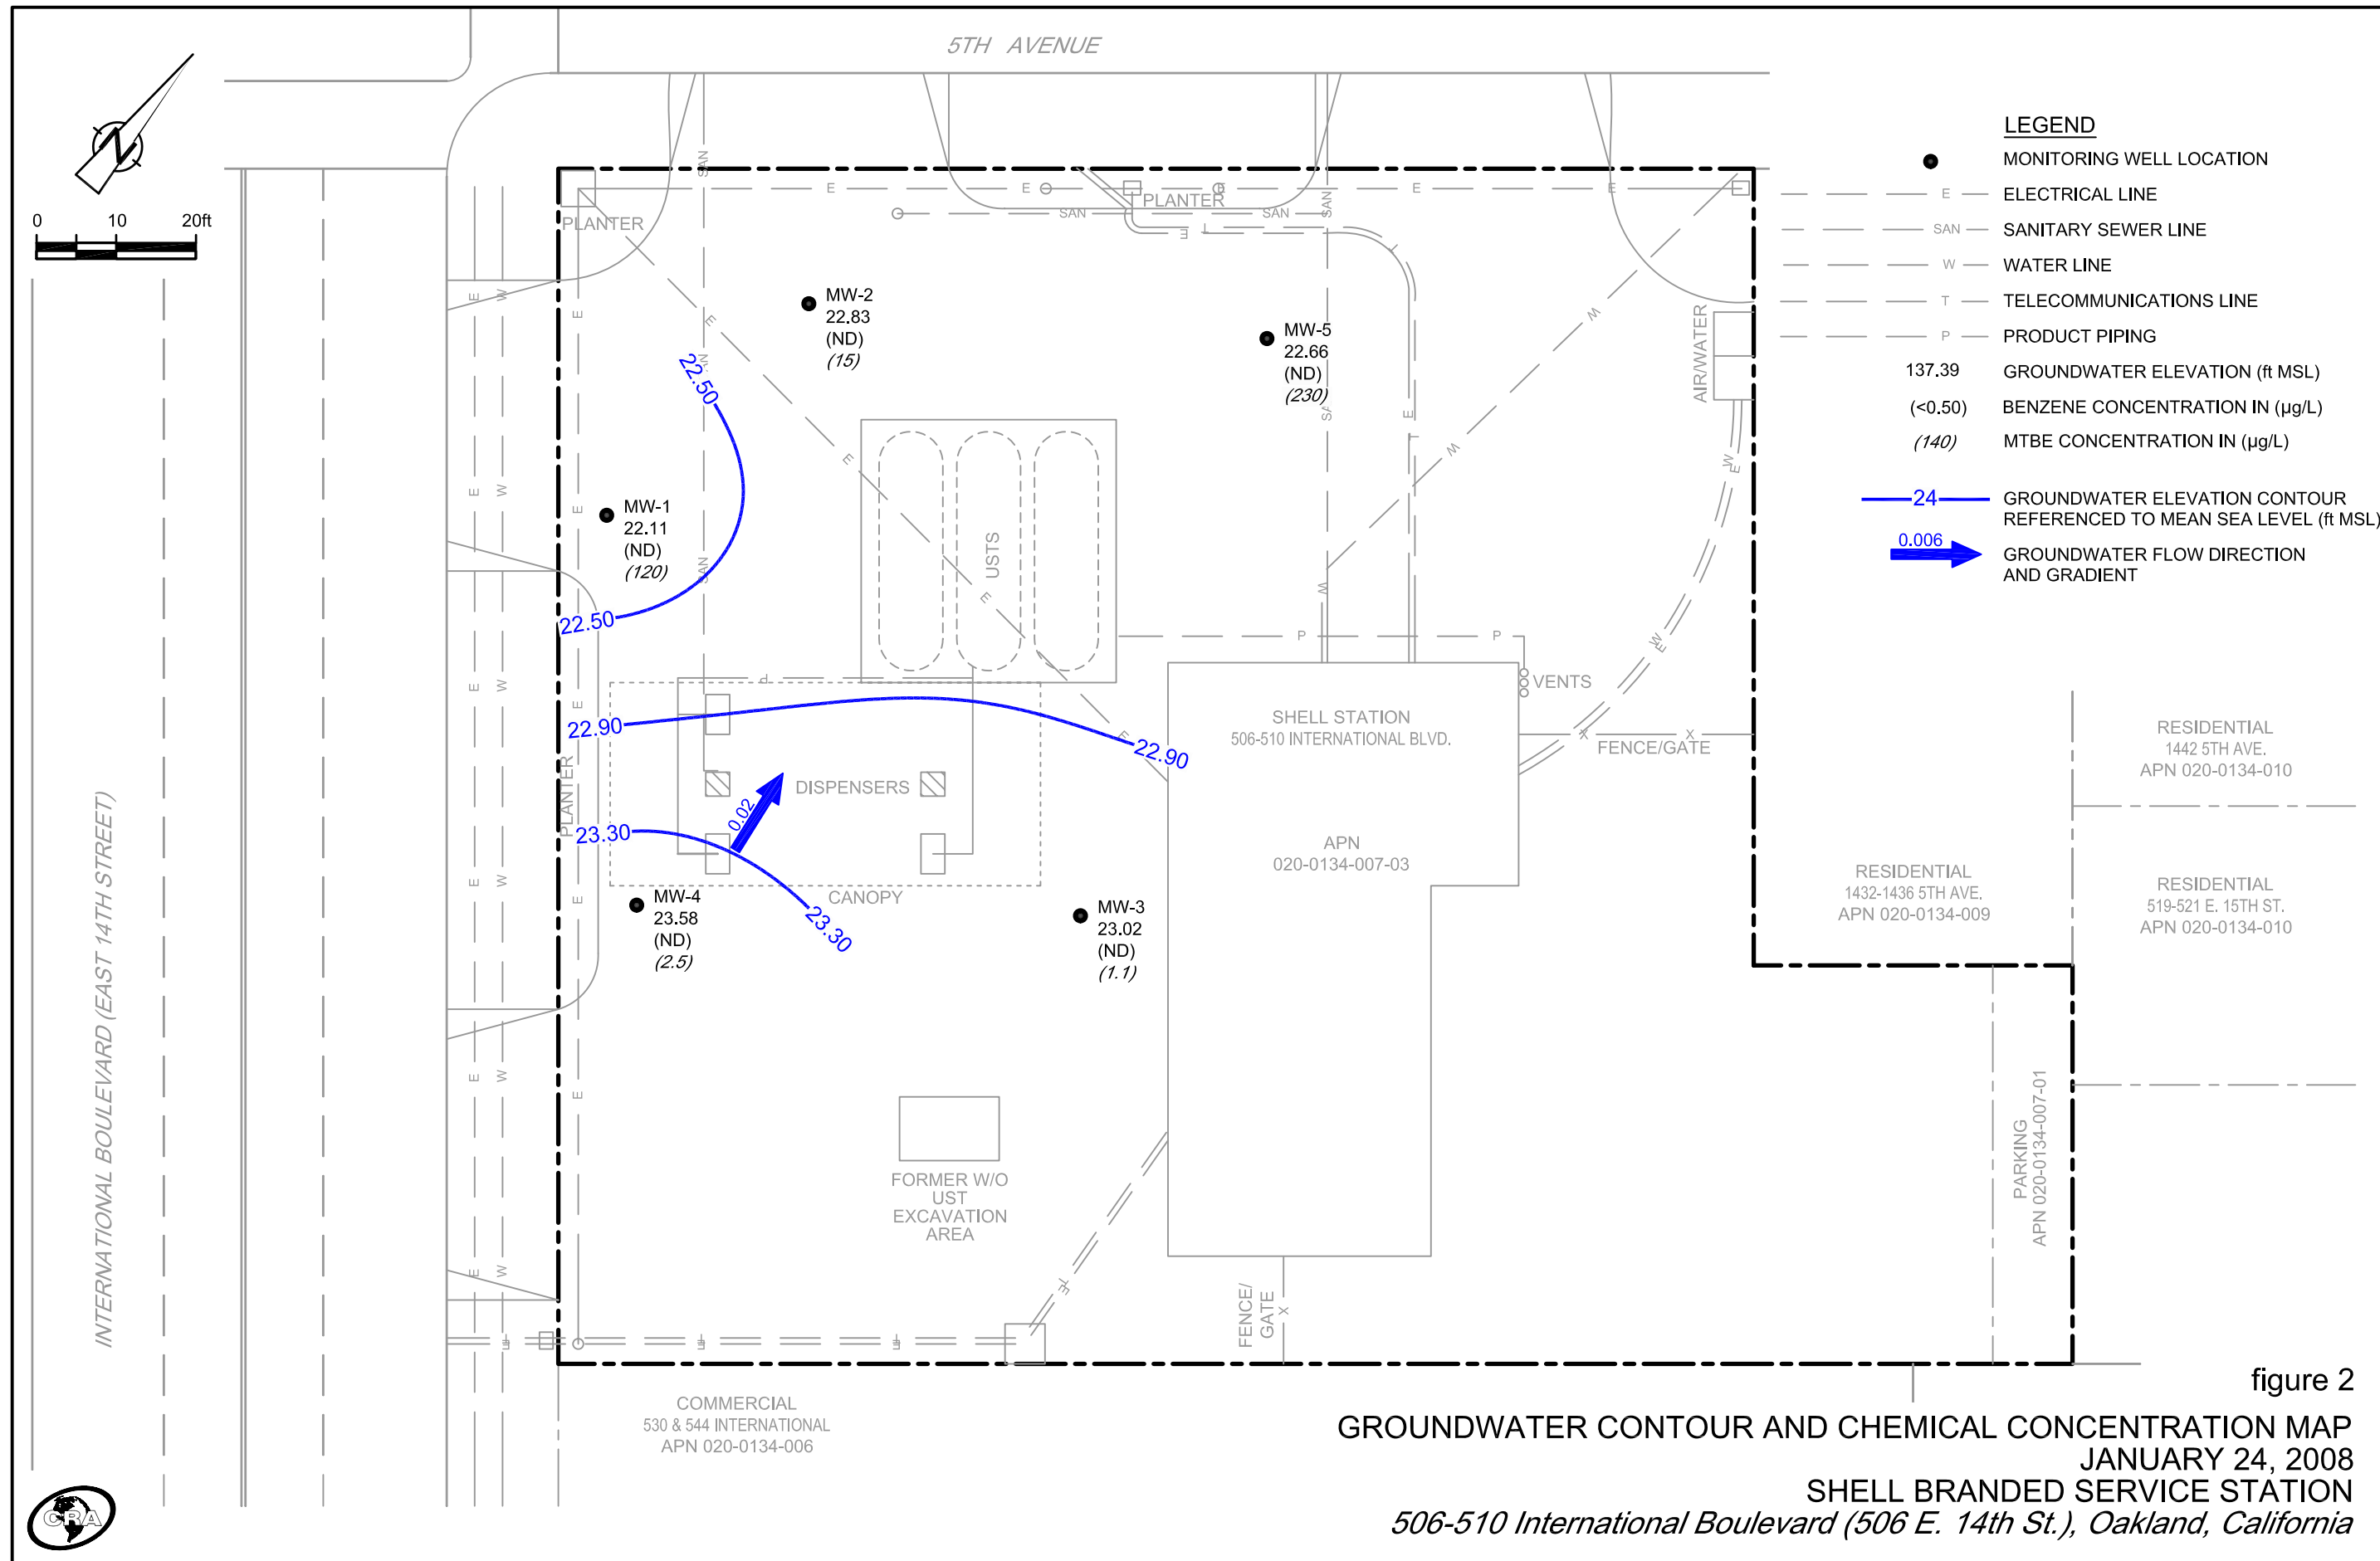 5TH AVENUE
N
0 10 20ft
LEGEND
MONITORING WELL LOCATION
E ELECTRICAL LINE
SAN SANITARY SEWER LINE
W WATER LINE
T TELECOMMUNICATIONS LINE
P PRODUCT PIPING
137.39 GROUNDWATER ELEVATION (ft MSL)
(<0.50) BENZENE CONCENTRATION IN (µg/L)
(140) MTBE CONCENTRATION IN (µg/L)
24 GROUNDWATER ELEVATION CONTOUR
REFERENCED TO MEAN SEA LEVEL (ft MSL)
0.006 GROUNDWATER FLOW DIRECTION
AND GRADIENT
PLANTER
PLANTER
MW-2
22.83
(ND)
(15)
MW-5
22.66
(ND)
(230)
AIR/WATER
22.50
MW-1
22.11
(ND)
(120)
22.50
USTS
VENTS
22.90
22.90
SHELL STATION
506-510 INTERNATIONAL BLVD.
FENCE/GATE
PLANTER
DISPENSERS
0.02
23.30
23.30
CANOPY
APN
020-0134-007-03
MW-4
23.58
(ND)
(2.5)
MW-3
23.02
(ND)
(1.1)
RESIDENTIAL
1442 5TH AVE.
APN 020-0134-010
RESIDENTIAL
1432-1436 5TH AVE.
APN 020-0134-009
RESIDENTIAL
519-521 E. 15TH ST.
APN 020-0134-010
INTERNATIONAL BOULEVARD (EAST 14TH STREET)
FORMER W/O
UST
EXCAVATION
AREA
FENCE/
GATE
PARKING
APN 020-0134-007-01
COMMERCIAL
530 & 544 INTERNATIONAL
APN 020-0134-006
CRA
figure 2
GROUNDWATER CONTOUR AND CHEMICAL CONCENTRATION MAP
JANUARY 24, 2008
SHELL BRANDED SERVICE STATION
506-510 International Boulevard (506 E. 14th St.), Oakland, California